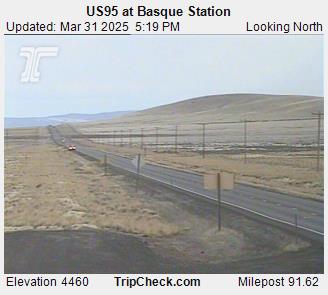 US95 at Basque Station
Updated: Mar 31 2025 5:19 PM Looking North
Elevation 4460 TripCheck.com Milepost 91.62